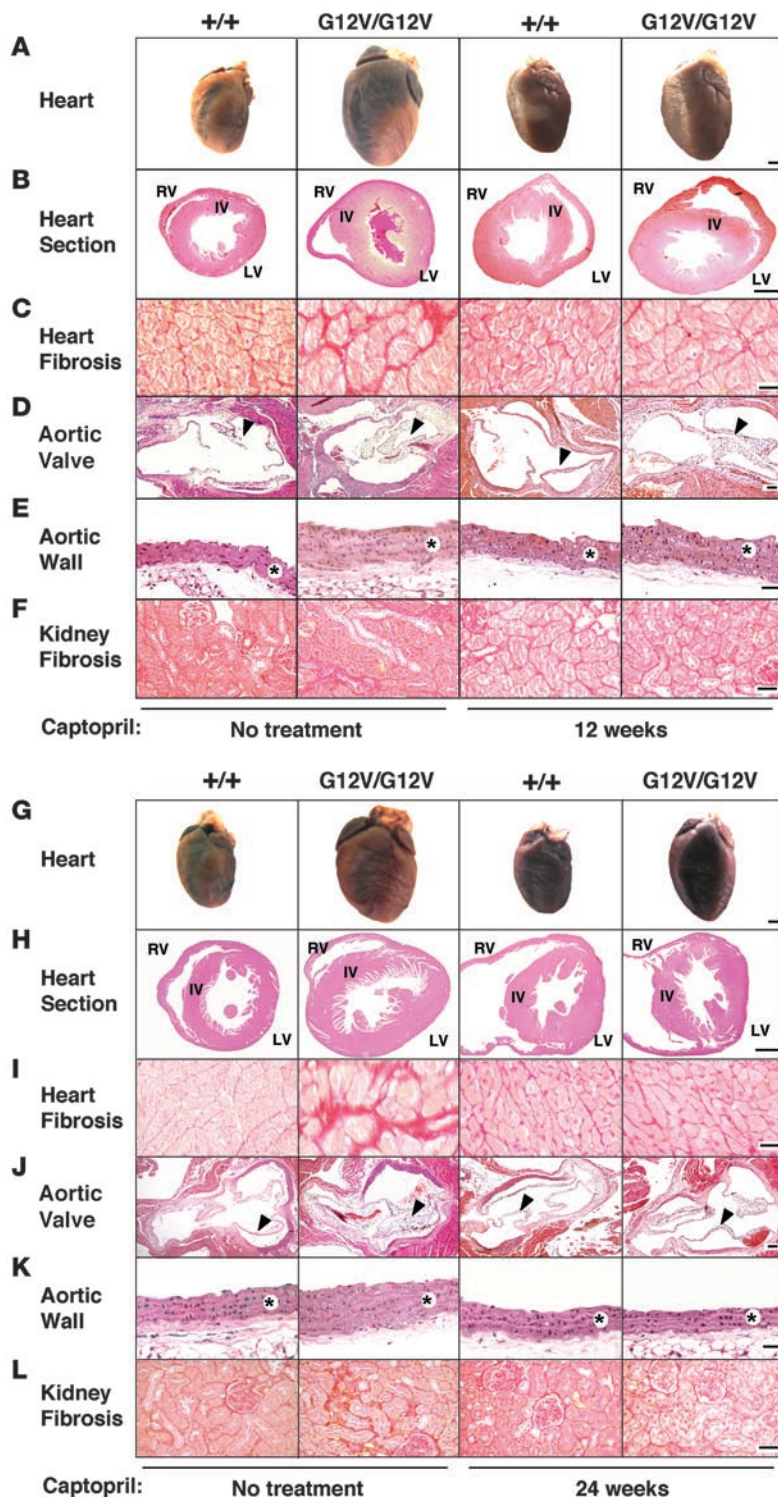 +/+ G12V/G12V +/+ G12V/G12V
A
Heart
B
Heart
Section
RV IV LV
RV IV LV
RV IV LV
RV IV LV
C
Heart
Fibrosis
D
Aortic
Valve
E
Aortic
Wall
* * * *
F
Kidney
Fibrosis
Captopril: No treatment 12 weeks
+/+ G12V/G12V +/+ G12V/G12V
G
Heart
H
Heart
Section
RV IV LV
RV IV LV
RV IV LV
RV IV LV
I
Heart
Fibrosis
J
Aortic
Valve
K
Aortic
Wall
* * * *
L
Kidney
Fibrosis
Captopril: No treatment 24 weeks